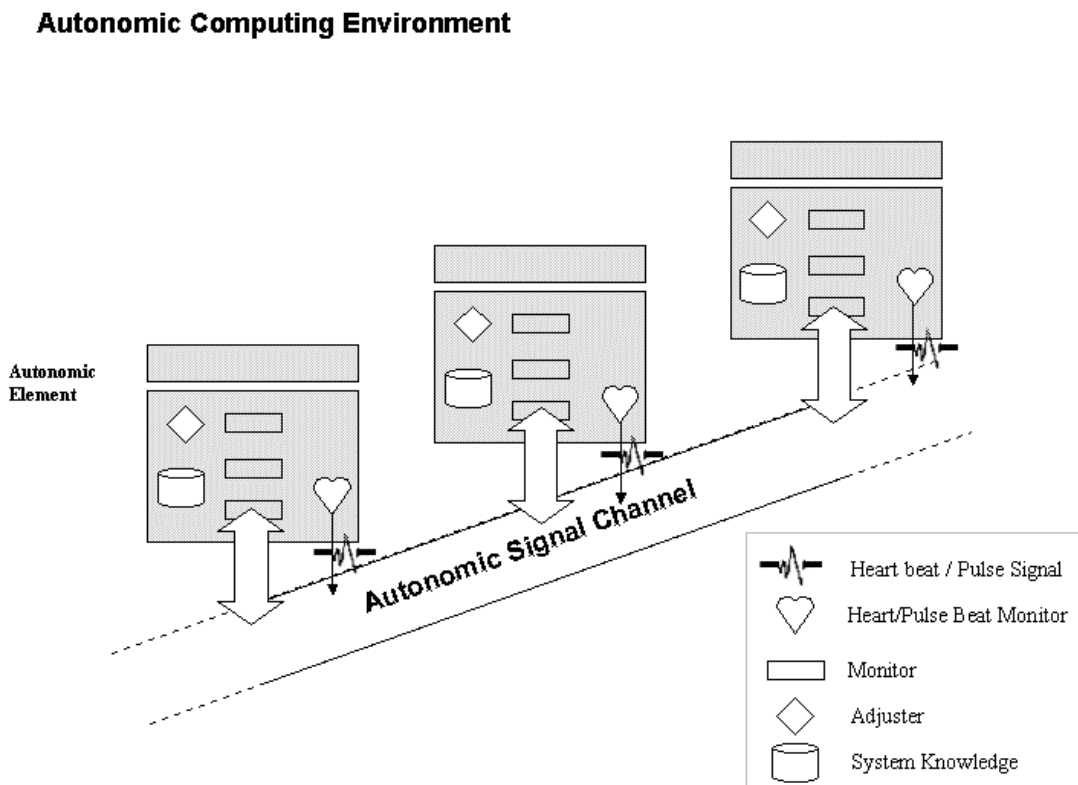 Autonomic Computing Environment
Autonomic
Element
Autonomic Signal Channel
Heart beat / Pulse Signal
Heart/Pulse Beat Monitor
Monitor
Adjuster
System Knowledge